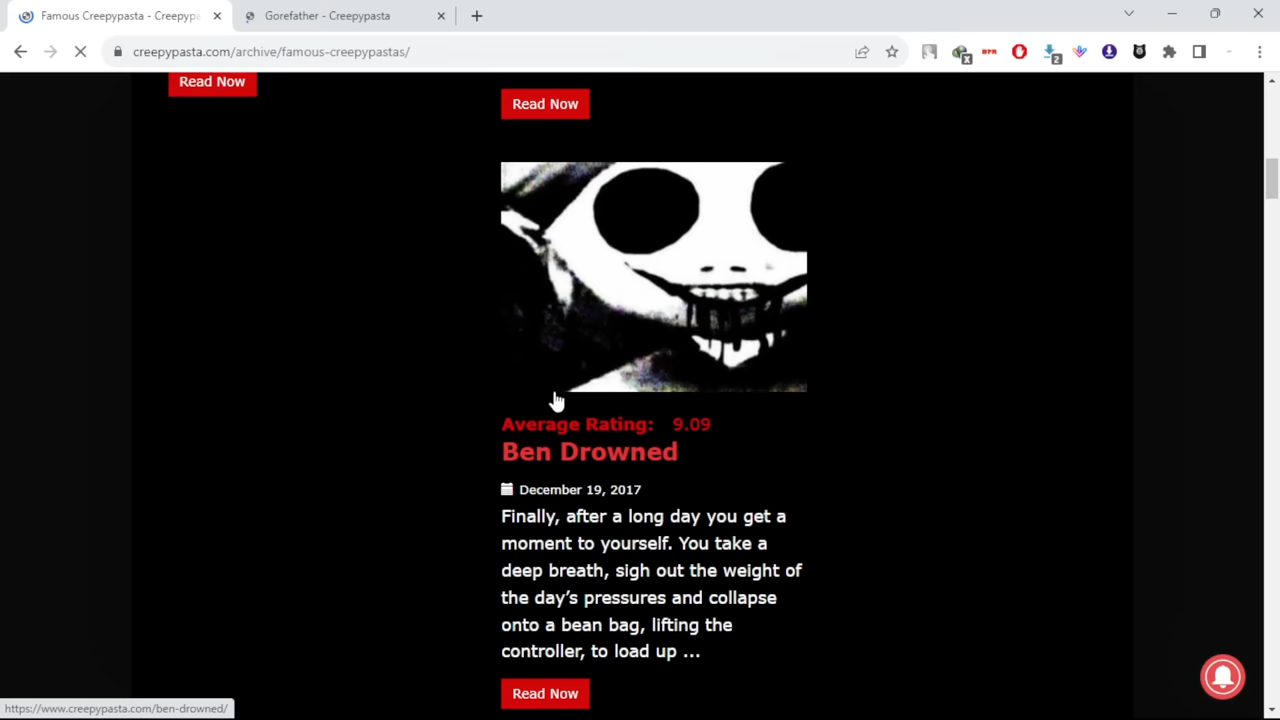 Famous Creepypasta - Creepypa
Gorefather - Creepypasta
creepypasta.com/archive/famous-creepypastas/
X
BPR
2
Read Now
Read Now
Average Rating: 9.09
Ben Drowned
December 19, 2017
Finally, after a long day you get a
moment to yourself. You take a
deep breath, sigh out the weight of
the day’s pressures and collapse
onto a bean bag, lifting the
controller, to load up ...
Read Now
https://www.creepypasta.com/ben-drowned/